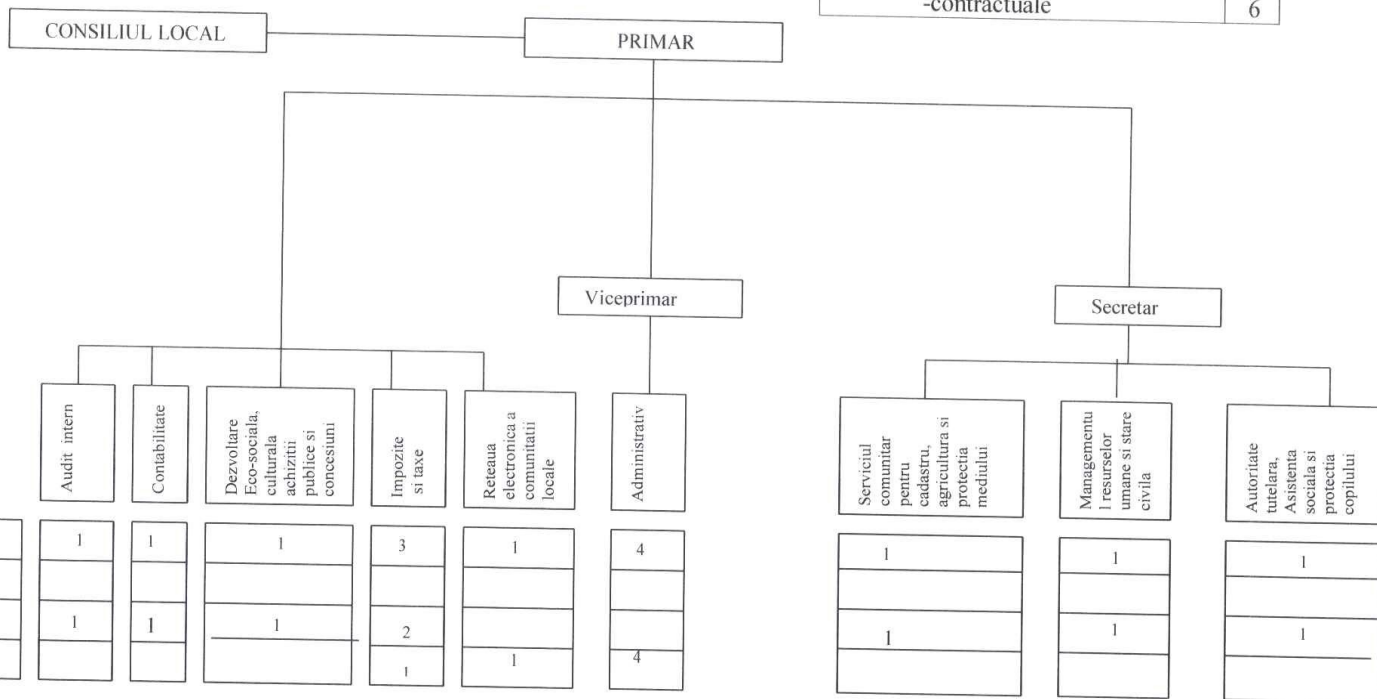 -contractuale 6
CONSILIUL LOCAL
PRIMAR
Viceprimar
Secretar
Audit intern
Contabilitate
Dezvoltare
Eco-sociala,
culturala
achizitii
publice si
concesiuni
Impozite
si taxe
Reteaua
electronica a
comunitatii
locale
Administrativ
Serviciul
comunitar
pentru
cadastru,
agricultura si
protectia
mediului
Managementu
l resurselor
umane si stare
civila
Autoritate
tutelara,
Asistenta
sociala si
protectia
copilului
1 1 1 3 1 4 1 1 1
1 1 1 2 1 1 1
1 1 4